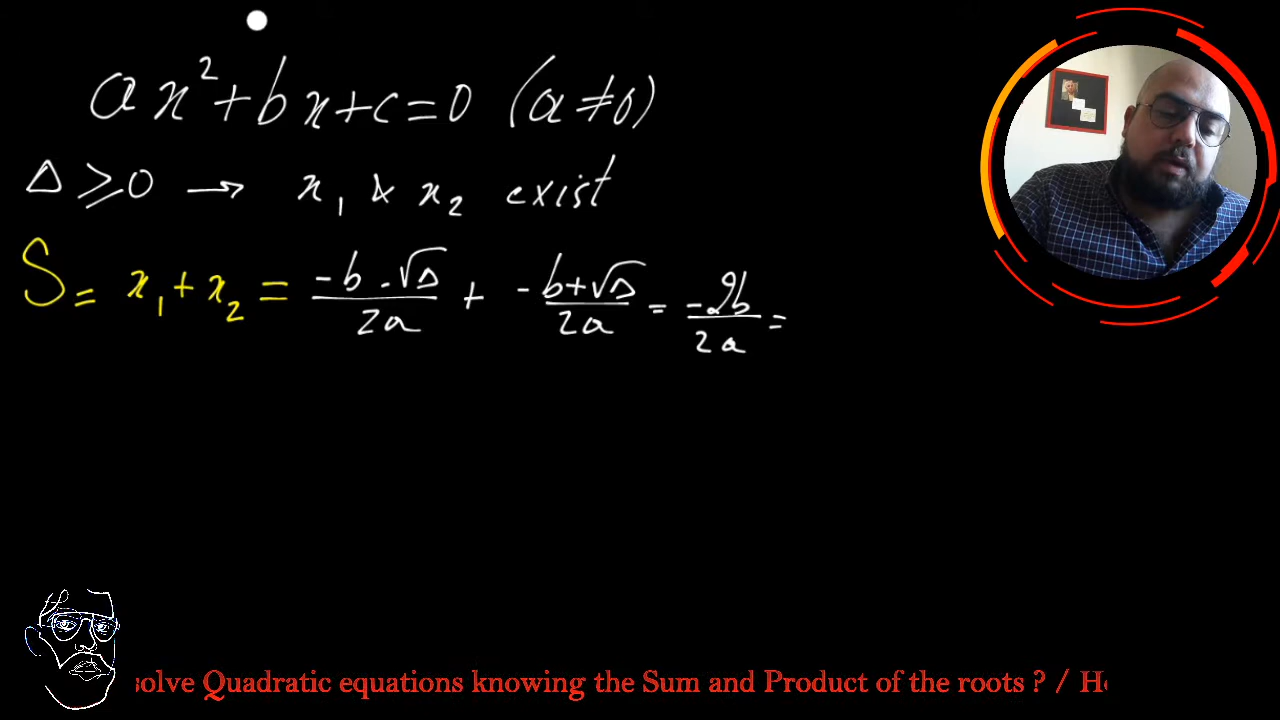 ax²+bx+c=0 (a≠0)
Δ⩾0 → x₁ & x₂ exist
S = x₁ + x₂ = (-b - √Δ)/2a + (-b+√Δ)/2a = -2b/2a =
solve Quadratic equations knowing the Sum and Product of the roots ? /